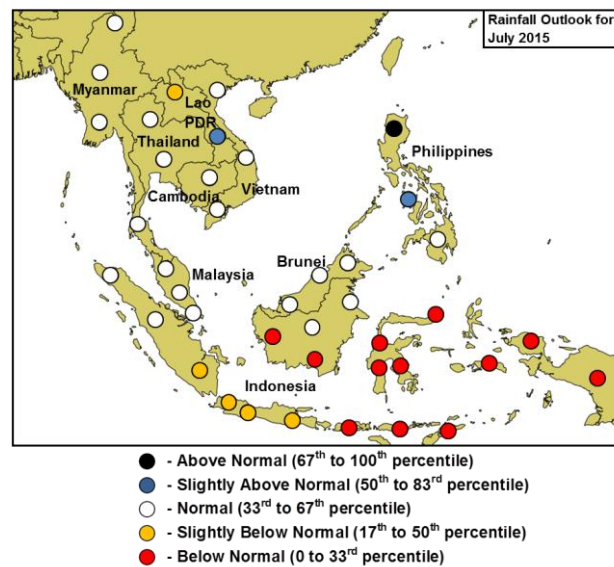 Rainfall Outlook for
July 2015
Myanmar
Lao
PDR
Thailand
Philippines
Cambodia
Vietnam
Malaysia
Brunei
Indonesia
- Above Normal (67th to 100th percentile)
- Slightly Above Normal (50th to 83rd percentile)
- Normal (33rd to 67th percentile)
- Slightly Below Normal (17th to 50th percentile)
- Below Normal (0 to 33rd percentile)